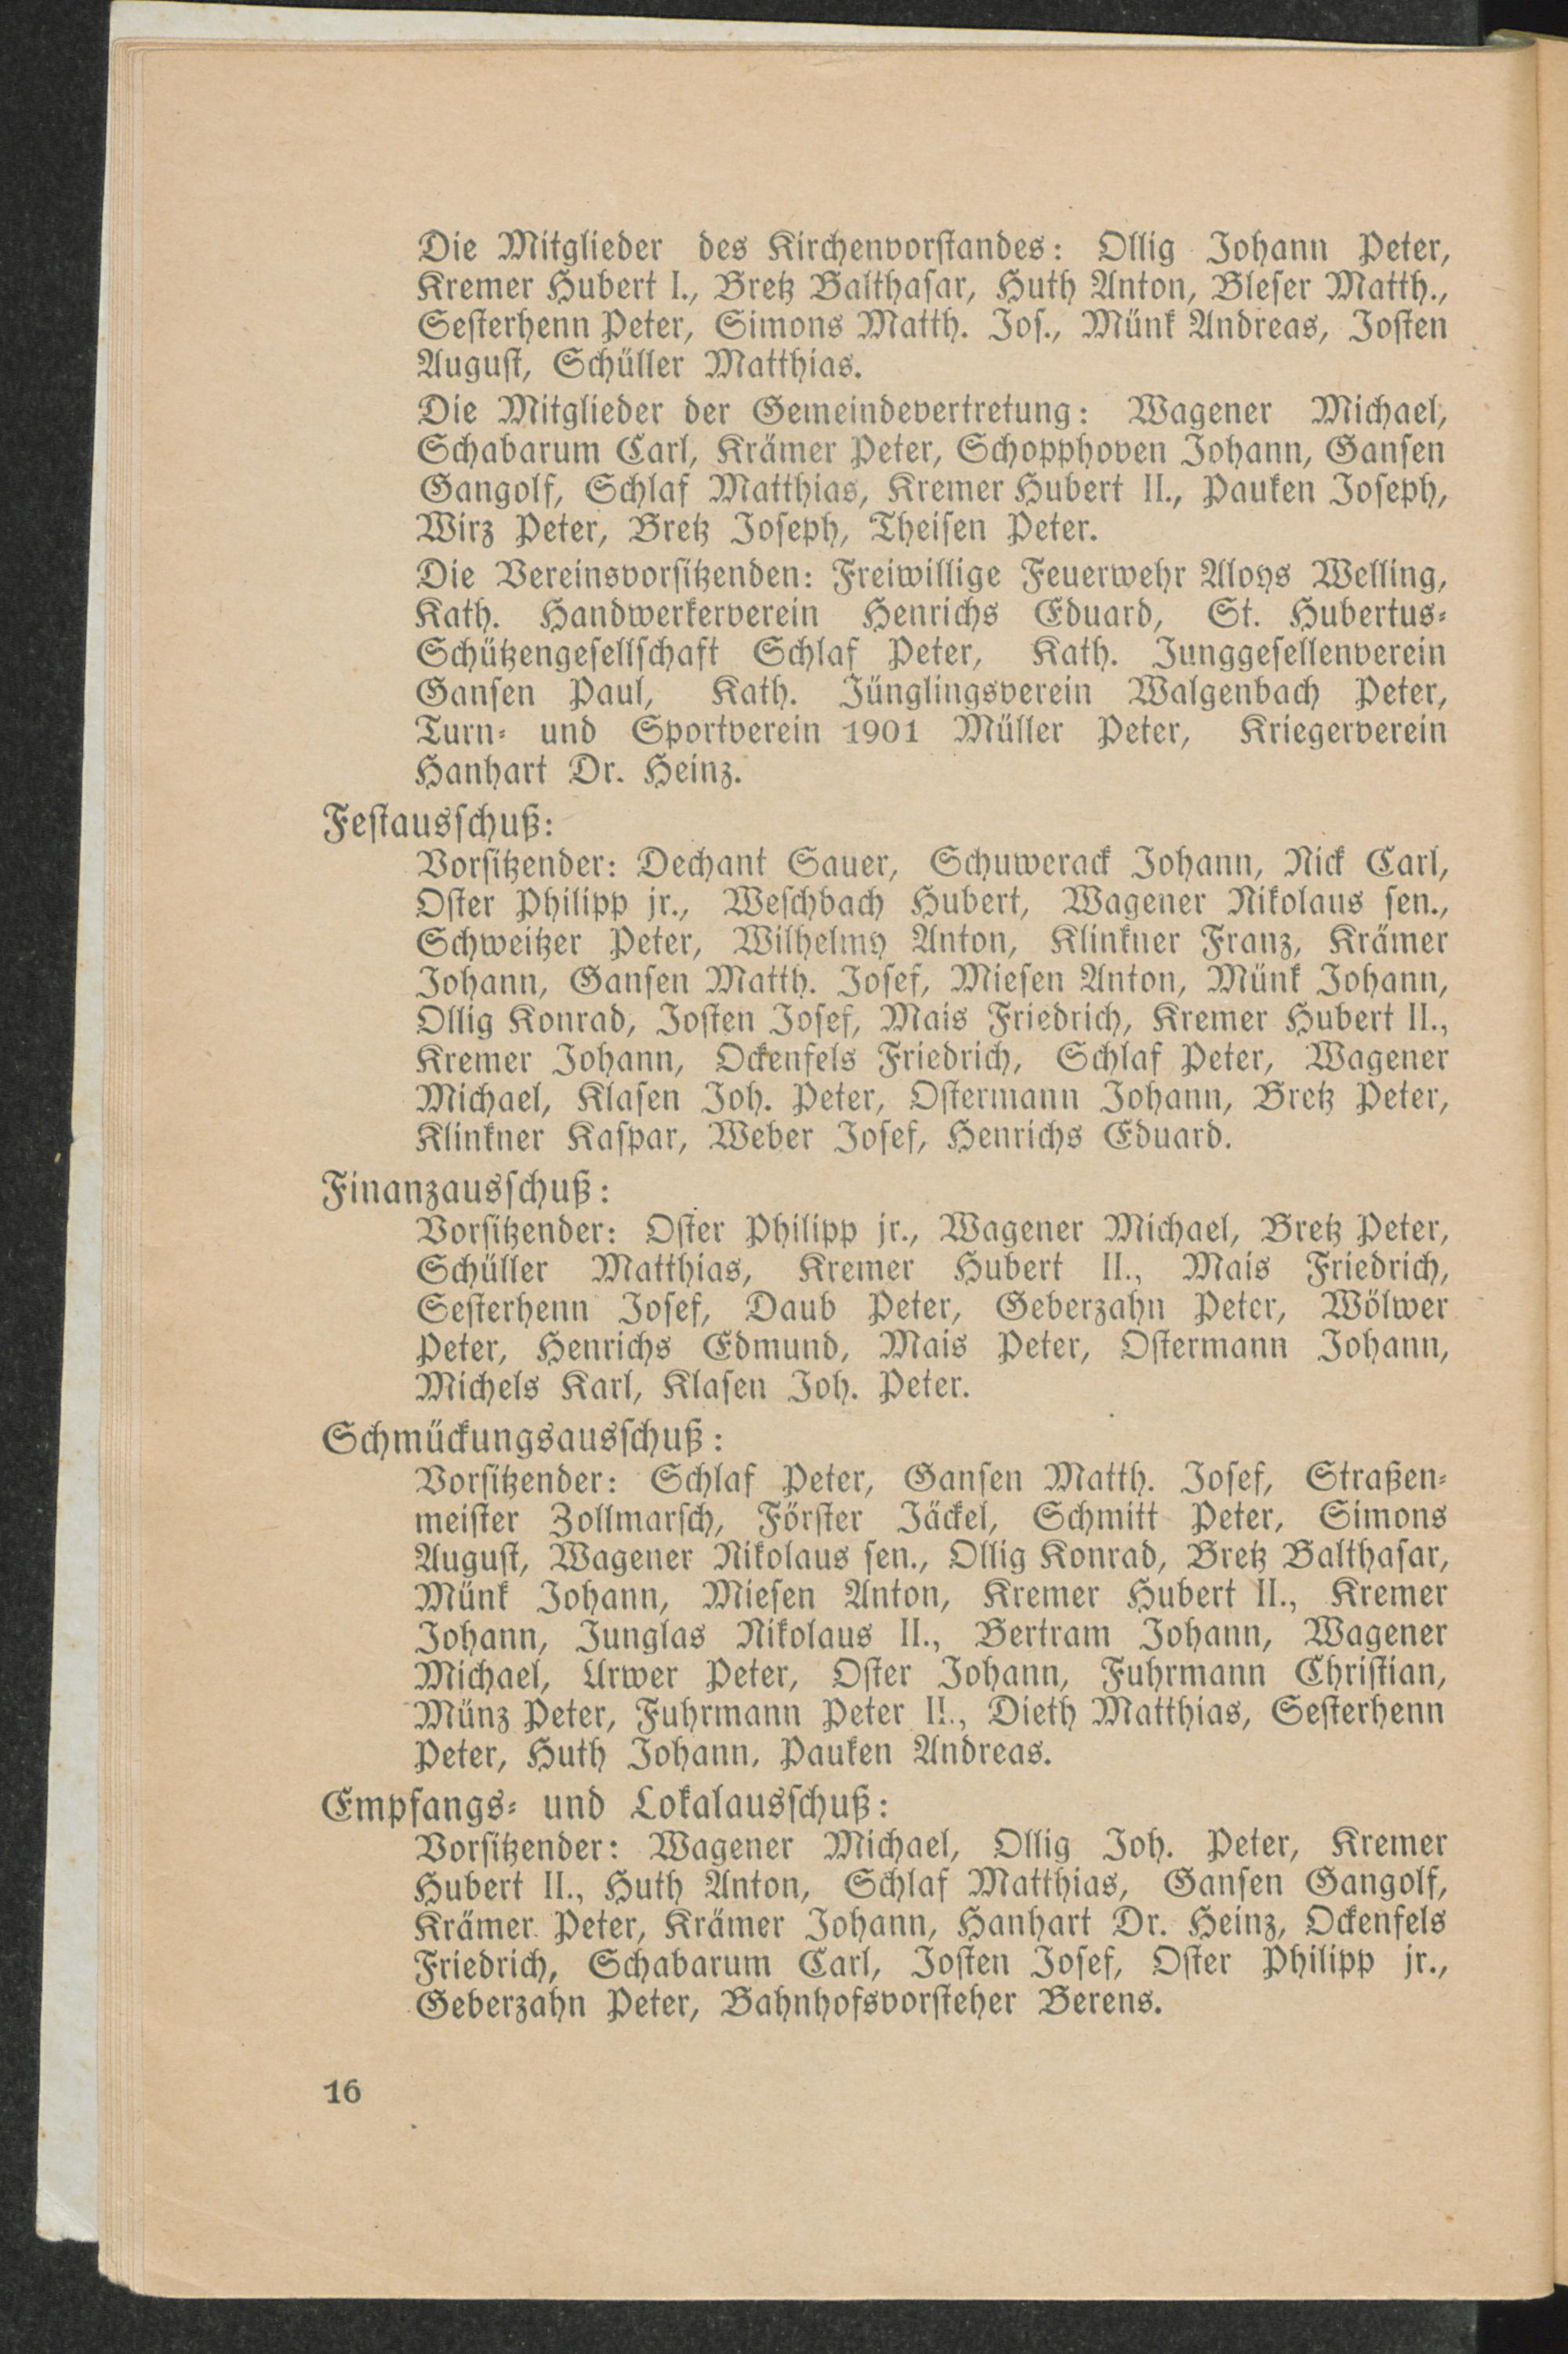 Die Mitglieder des Kirchenvorstandes: Ollig Johann Peter,
Kremer Hubert I., Bretz Balthasar, Huth Anton, Bleser Matth.,
Sesterhenn Peter, Simons Matth. Jos., Münk Andreas, Josten
August, Schüller Matthias.
Die Mitglieder der Gemeindevertretung: Wagener Michael,
Schabarum Carl, Krämer Peter, Schopphoven Johann, Gansen
Gangolf, Schlaf Matthias, Kremer Hubert II., Pauken Joseph,
Wirz Peter, Bretz Joseph, Theisen Peter.
Die Vereinsvorsitzenden: Freiwillige Feuerwehr Aloys Welling,
Kath. Handwerkerverein Henrichs Eduard, St. Hubertus-
Schützengesellschaft Schlaf Peter, Kath. Junggesellenverein
Gansen Paul, Kath. Jünglingsverein Walgenbach Peter,
Turn- und Sportverein 1901 Müller Peter, Kriegerverein
Hanhart Dr. Heinz.
Festausschuß:
Vorsitzender: Dechant Sauer, Schuwerack Johann, Nick Carl,
Oster Philipp jr., Weschbach Hubert, Wagener Nikolaus sen.,
Schweitzer Peter, Wilhelmy Anton, Klinkner Franz, Krämer
Johann, Gansen Matth. Josef, Miesen Anton, Münk Johann,
Ollig Konrad, Josten Josef, Mais Friedrich, Kremer Hubert II.,
Kremer Johann, Ockenfels Friedrich, Schlaf Peter, Wagener
Michael, Klasen Joh. Peter, Ostermann Johann, Bretz Peter,
Klinkner Kaspar, Weber Josef, Henrichs Eduard.
Finanzausschuß:
Vorsitzender: Oster Philipp jr., Wagener Michael, Bretz Peter,
Schüller Matthias, Kremer Hubert II., Mais Friedrich,
Sesterhenn Josef, Daub Peter, Geberzahn Peter, Wölwer
Peter, Henrichs Edmund, Mais Peter, Ostermann Johann,
Michels Karl, Klasen Joh. Peter.
Schmückungsausschuß:
Vorsitzender: Schlaf Peter, Gansen Matth. Josef, Straßen-
meister Zollmarsch, Förster Jäckel, Schmitt Peter, Simons
August, Wagener Nikolaus sen., Ollig Konrad, Bretz Balthasar,
Münk Johann, Miesen Anton, Kremer Hubert II., Kremer
Johann, Junglas Nikolaus II., Bertram Johann, Wagener
Michael, Urwer Peter, Oster Johann, Fuhrmann Christian,
Münz Peter, Fuhrmann Peter II., Dieth Matthias, Sesterhenn
Peter, Huth Johann, Pauken Andreas.
Empfangs- und Lokalausschuß:
Vorsitzender: Wagener Michael, Ollig Joh. Peter, Kremer
Hubert II., Huth Anton, Schlaf Matthias, Gansen Gangolf,
Krämer Peter, Krämer Johann, Hanhart Dr. Heinz, Ockenfels
Friedrich, Schabarum Carl, Josten Josef, Oster Philipp jr.,
Geberzahn Peter, Bahnhofsvorsteher Berens.
16